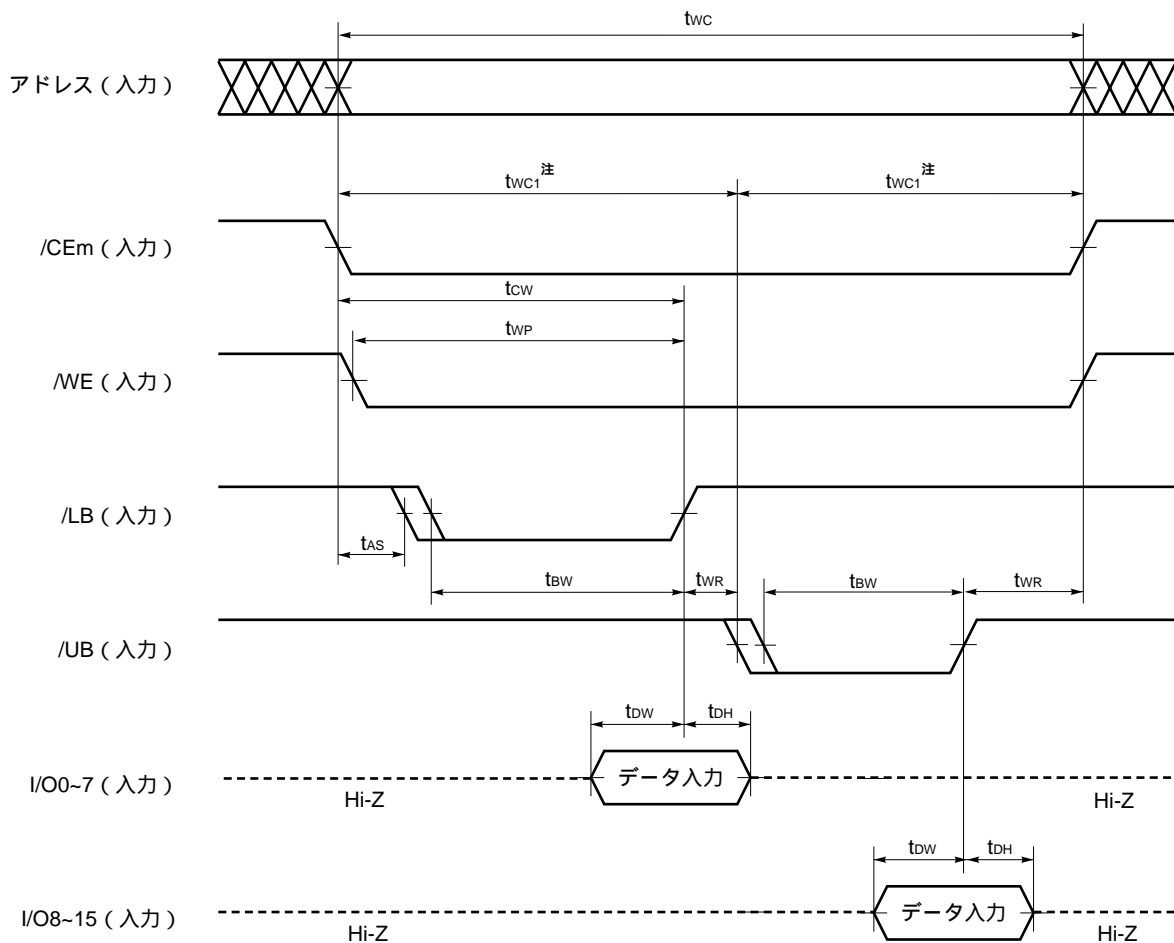 tWC
アドレス（入力）
tWC1注 tWC1注
/CEm（入力）
tCW
tWP
/WE（入力）
/LB（入力）
tAS
tBW tWR tBW tWR
/UB（入力）
tDW tDH
I/O0~7（入力） データ入力
Hi-Z Hi-Z
tDW tDH
I/O8~15（入力） データ入力
Hi-Z Hi-Z